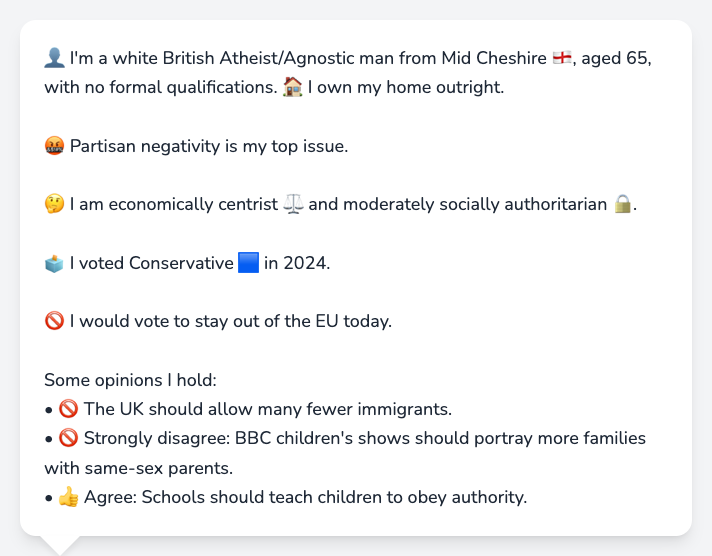 👤 I'm a white British Atheist/Agnostic man from Mid Cheshire 🏴󠁧󠁢󠁥󠁮󠁧󠁿, aged 65,
with no formal qualifications. 🏠 I own my home outright.
🤬 Partisan negativity is my top issue.
🤔 I am economically centrist ⚖️ and moderately socially authoritarian 🔒.
🗳️ I voted Conservative 🟦 in 2024.
🚫 I would vote to stay out of the EU today.
Some opinions I hold:
• 🚫 The UK should allow many fewer immigrants.
• 🚫 Strongly disagree: BBC children's shows should portray more families
with same-sex parents.
• 👍 Agree: Schools should teach children to obey authority.